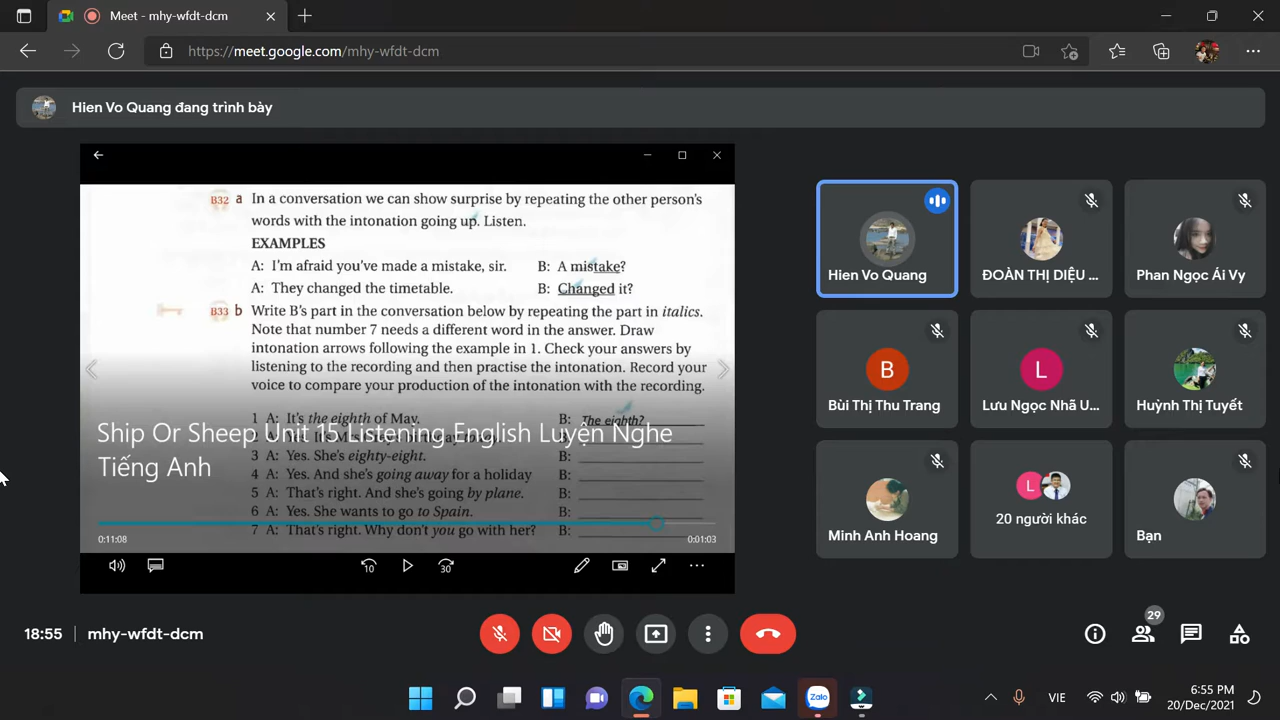 Meet - mhy-wfdt-dcm
https://meet.google.com/mhy-wfdt-dcm
Hien Vo Quang đang trình bày
B32 a In a conversation we can show surprise by repeating the other person's
words with the intonation going up. Listen.
EXAMPLES
A: I'm afraid you've made a mistake, sir. B: A mistake?
A: They changed the timetable. B: Changed it?
B33 b Write B's part in the conversation below by repeating the part in italics.
Note that number 7 needs a different word in the answer. Draw
intonation arrows following the example in 1. Check your answers by
listening to the recording and then practise the intonation. Record your
voice to compare your production of the intonation with the recording.
1 A: It's the eighth of May. B: The eighth?
Ship Or Sheep Unit 15 Listening English Luyện Nghe
Tiếng Anh
3 A: Yes. She's eighty-eight. B:
4 A: Yes. And she's going away for a holiday B:
5 A: That's right. And she's going by plane. B:
6 A: Yes. She wants to go to Spain. B:
7 A: That's right. Why don't you go with her? B:
0:11:08 0:01:03
10 30
Hien Vo Quang
ĐOÀN THỊ DIỆU ...
Phan Ngọc Ái Vy
B
Bùi Thị Thu Trang
L
Lưu Ngọc Nhã U...
Huỳnh Thị Tuyết
Minh Anh Hoang
L
20 người khác
Bạn
18:55 mhy-wfdt-dcm
29
Zalo
VIE
6:55 PM
20/Dec/2021